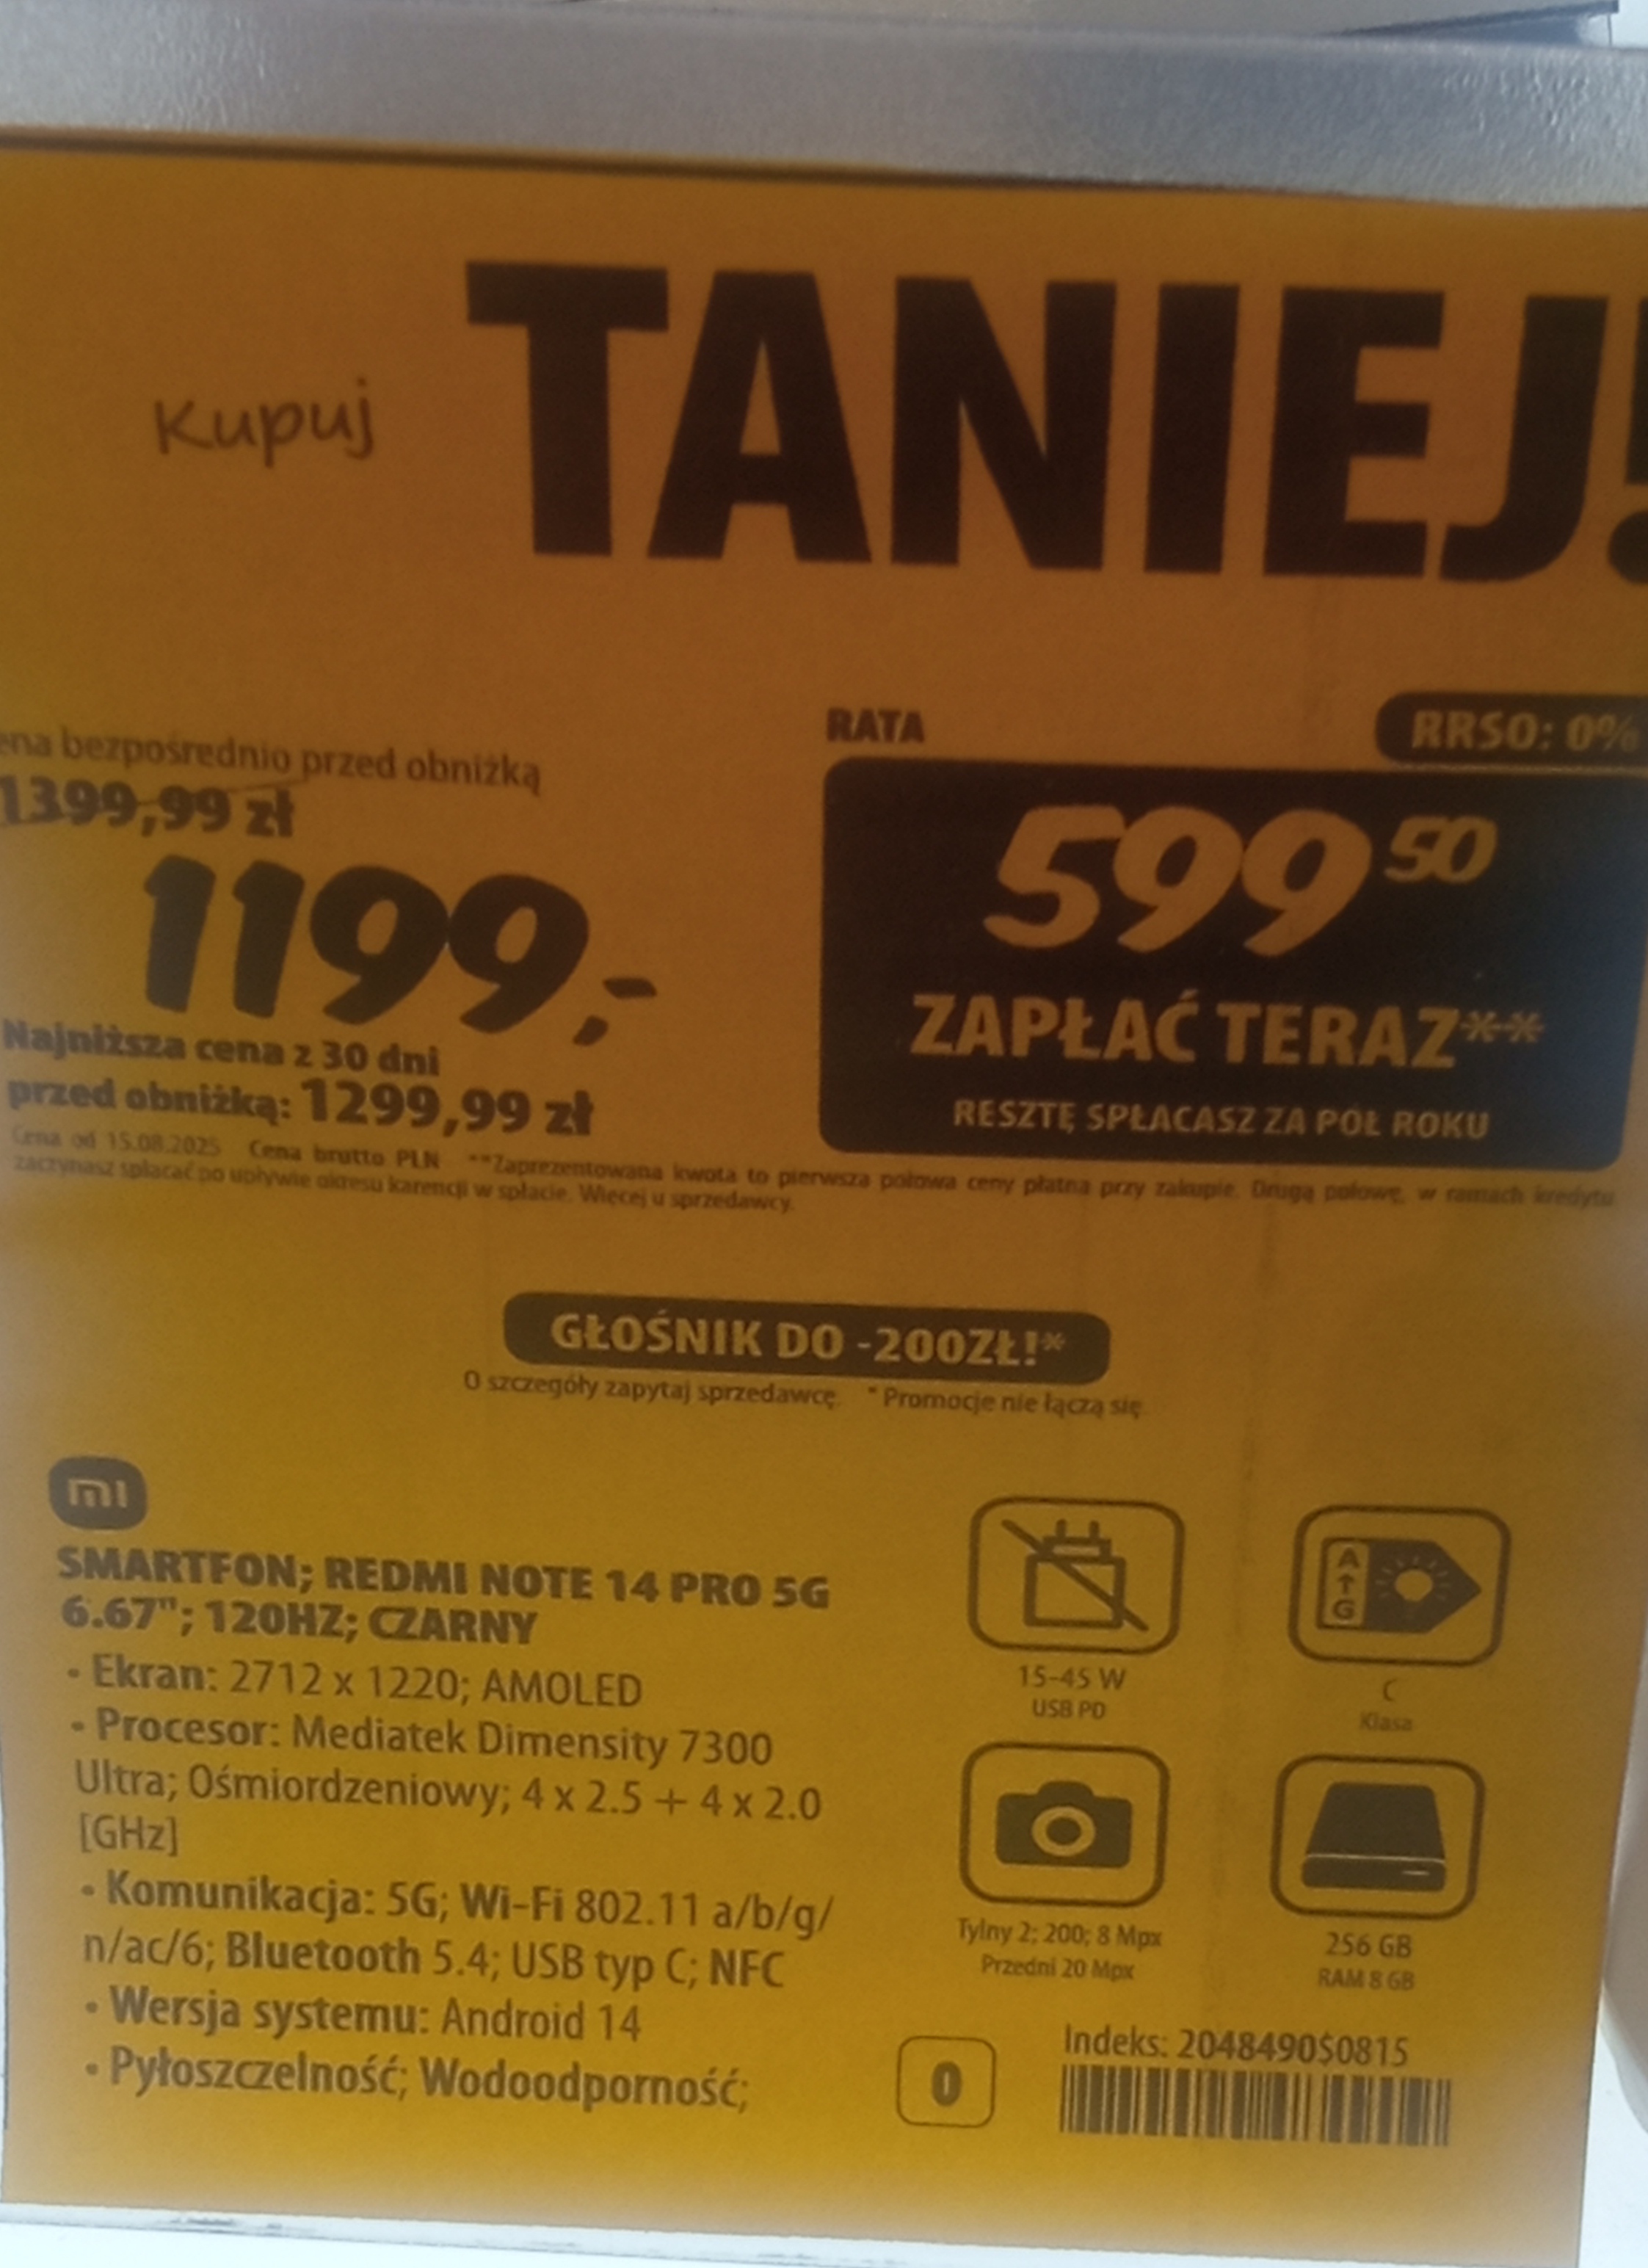 Kupuj
TANIEJ!
ena bezpośrednio przed obniżką
1399,99 zł
1199,-
Najniższa cena z 30 dni
przed obniżką: 1299,99 zł
RATA
RRSO: 0%
599 50
ZAPŁAĆ TERAZ**
RESZTĘ SPŁACASZ ZA PÓŁ ROKU
Cena od 15.08.2025 Cena brutto PLN **Zaprezentowana kwota to pierwsza połowa ceny płatna przy zakupie. Drugą połowę, w ramach kredytu
zaczynasz spłacać po upływie okresu karencji w spłacie. Więcej u sprzedawcy.
GŁOŚNIK DO -200ZŁ!*
O szczegóły zapytaj sprzedawcę. * Promocje nie łączą się.
mi
SMARTFON; REDMI NOTE 14 PRO 5G
6.67"; 120HZ; CZARNY
• Ekran: 2712 x 1220; AMOLED
• Procesor: Mediatek Dimensity 7300
Ultra; Ośmiordzeniowy; 4 x 2.5 + 4 x 2.0
[GHz]
• Komunikacja: 5G; Wi-Fi 802.11 a/b/g/
n/ac/6; Bluetooth 5.4; USB typ C; NFC
• Wersja systemu: Android 14
• Pyłoszczelność; Wodoodporność;
15-45 W
USB PD
A
G
C
Klasa
Tylny 2; 200; 8 Mpx
Przedni 20 Mpx
256 GB
RAM 8 GB
0
Indeks: 2048490$0815